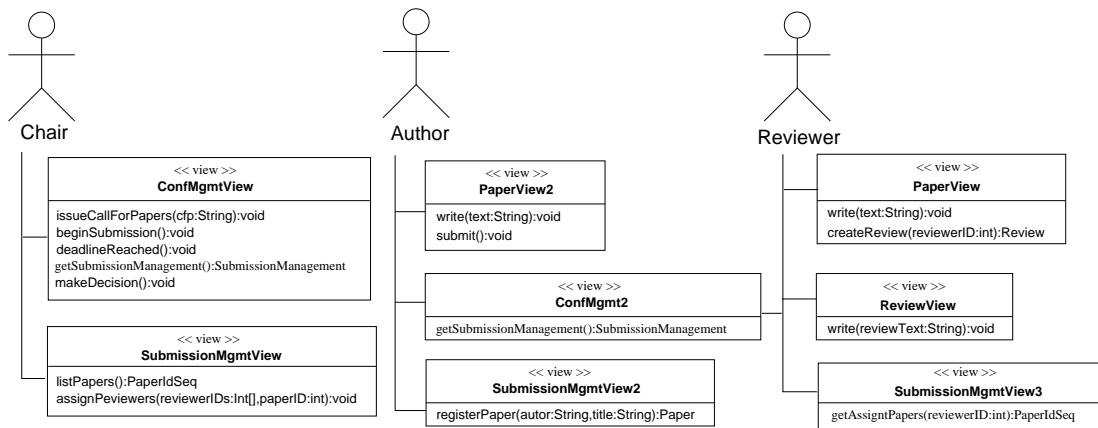 Chair
<< view >>
ConfMgmtView
issueCallForPapers(cfp:String):void
beginSubmission():void
deadlineReached():void
getSubmissionManagement():SubmissionManagement
makeDecision():void
<< view >>
SubmissionMgmtView
listPapers():PaperIdSeq
assignPeviewers(reviewerIDs:Int[],paperID:int):void
Author
<< view >>
PaperView2
write(text:String):void
submit():void
<< view >>
ConfMgmt2
getSubmissionManagement():SubmissionManagement
<< view >>
SubmissionMgmtView2
registerPaper(autor:String,title:String):Paper
Reviewer
<< view >>
PaperView
write(text:String):void
createReview(reviewerID:int):Review
<< view >>
ReviewView
write(reviewText:String):void
<< view >>
SubmissionMgmtView3
getAssigntPapers(reviewerID:int):PaperIdSeq